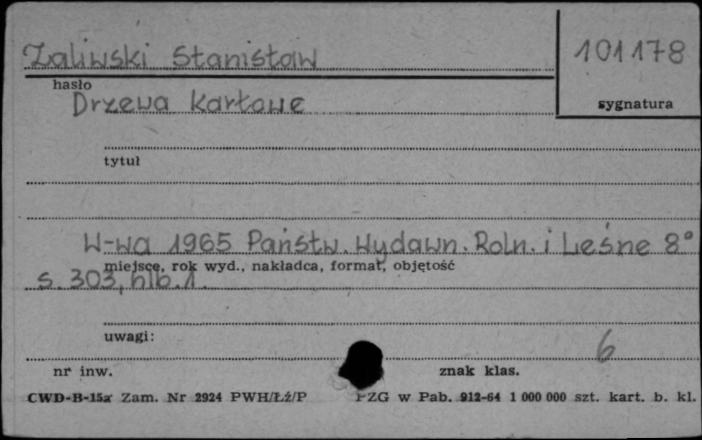 Zaliwski Stanisław
101178
hasło
sygnatura
Drzewa karłowe
tytuł
W-wa 1965 Państw. Wydawn. Roln. i Leśne 8°
miejsce, rok wyd., nakładca, format, objętość
s. 303, nlb. 1.
uwagi:
6
nr inw.
znak klas.
CWD-B-15a Zam. Nr 2924 PWH/Łź/P
PZG w Pab. 912-64 1 000 000 szt. kart. b. kl.